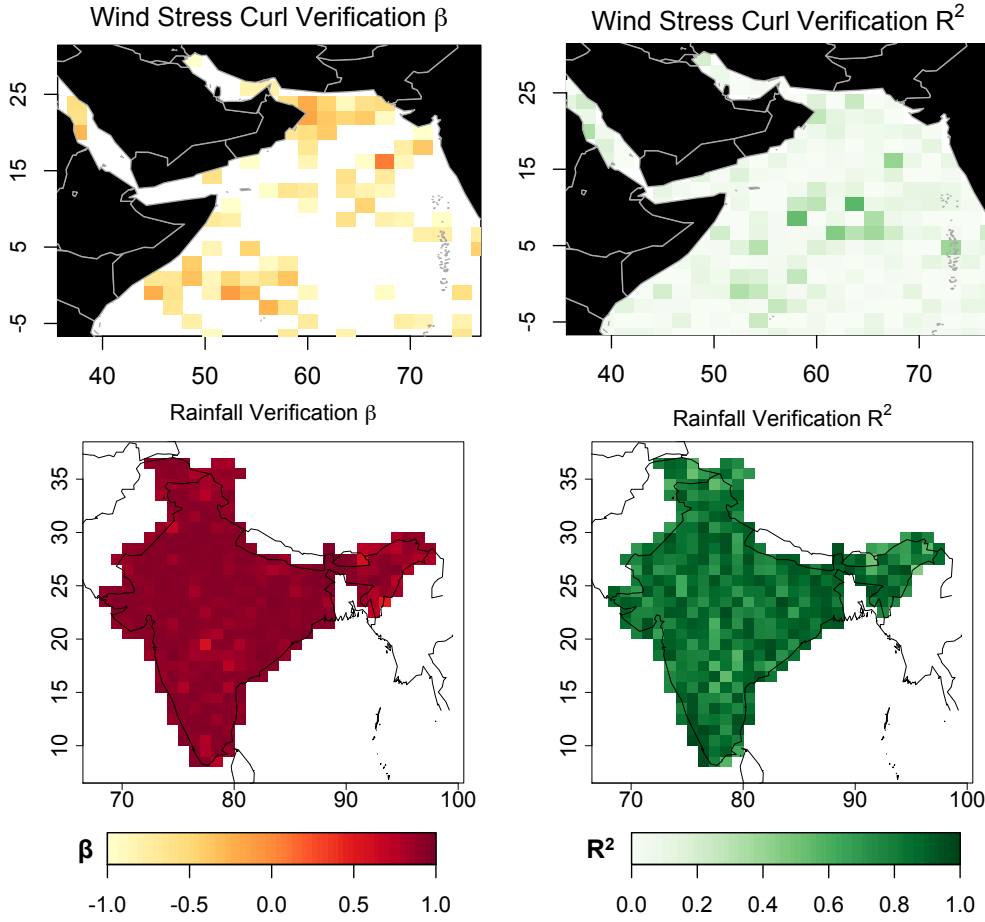 Wind Stress Curl Verification β
Wind Stress Curl Verification R²
25
15
5
-5
40 50 60 70
25
15
5
-5
40 50 60 70
Rainfall Verification β
Rainfall Verification R²
35
30
25
20
15
10
70 80 90 100
35
30
25
20
15
10
70 80 90 100
β
-1.0 -0.5 0.0 0.5 1.0
R²
0.0 0.2 0.4 0.6 0.8 1.0